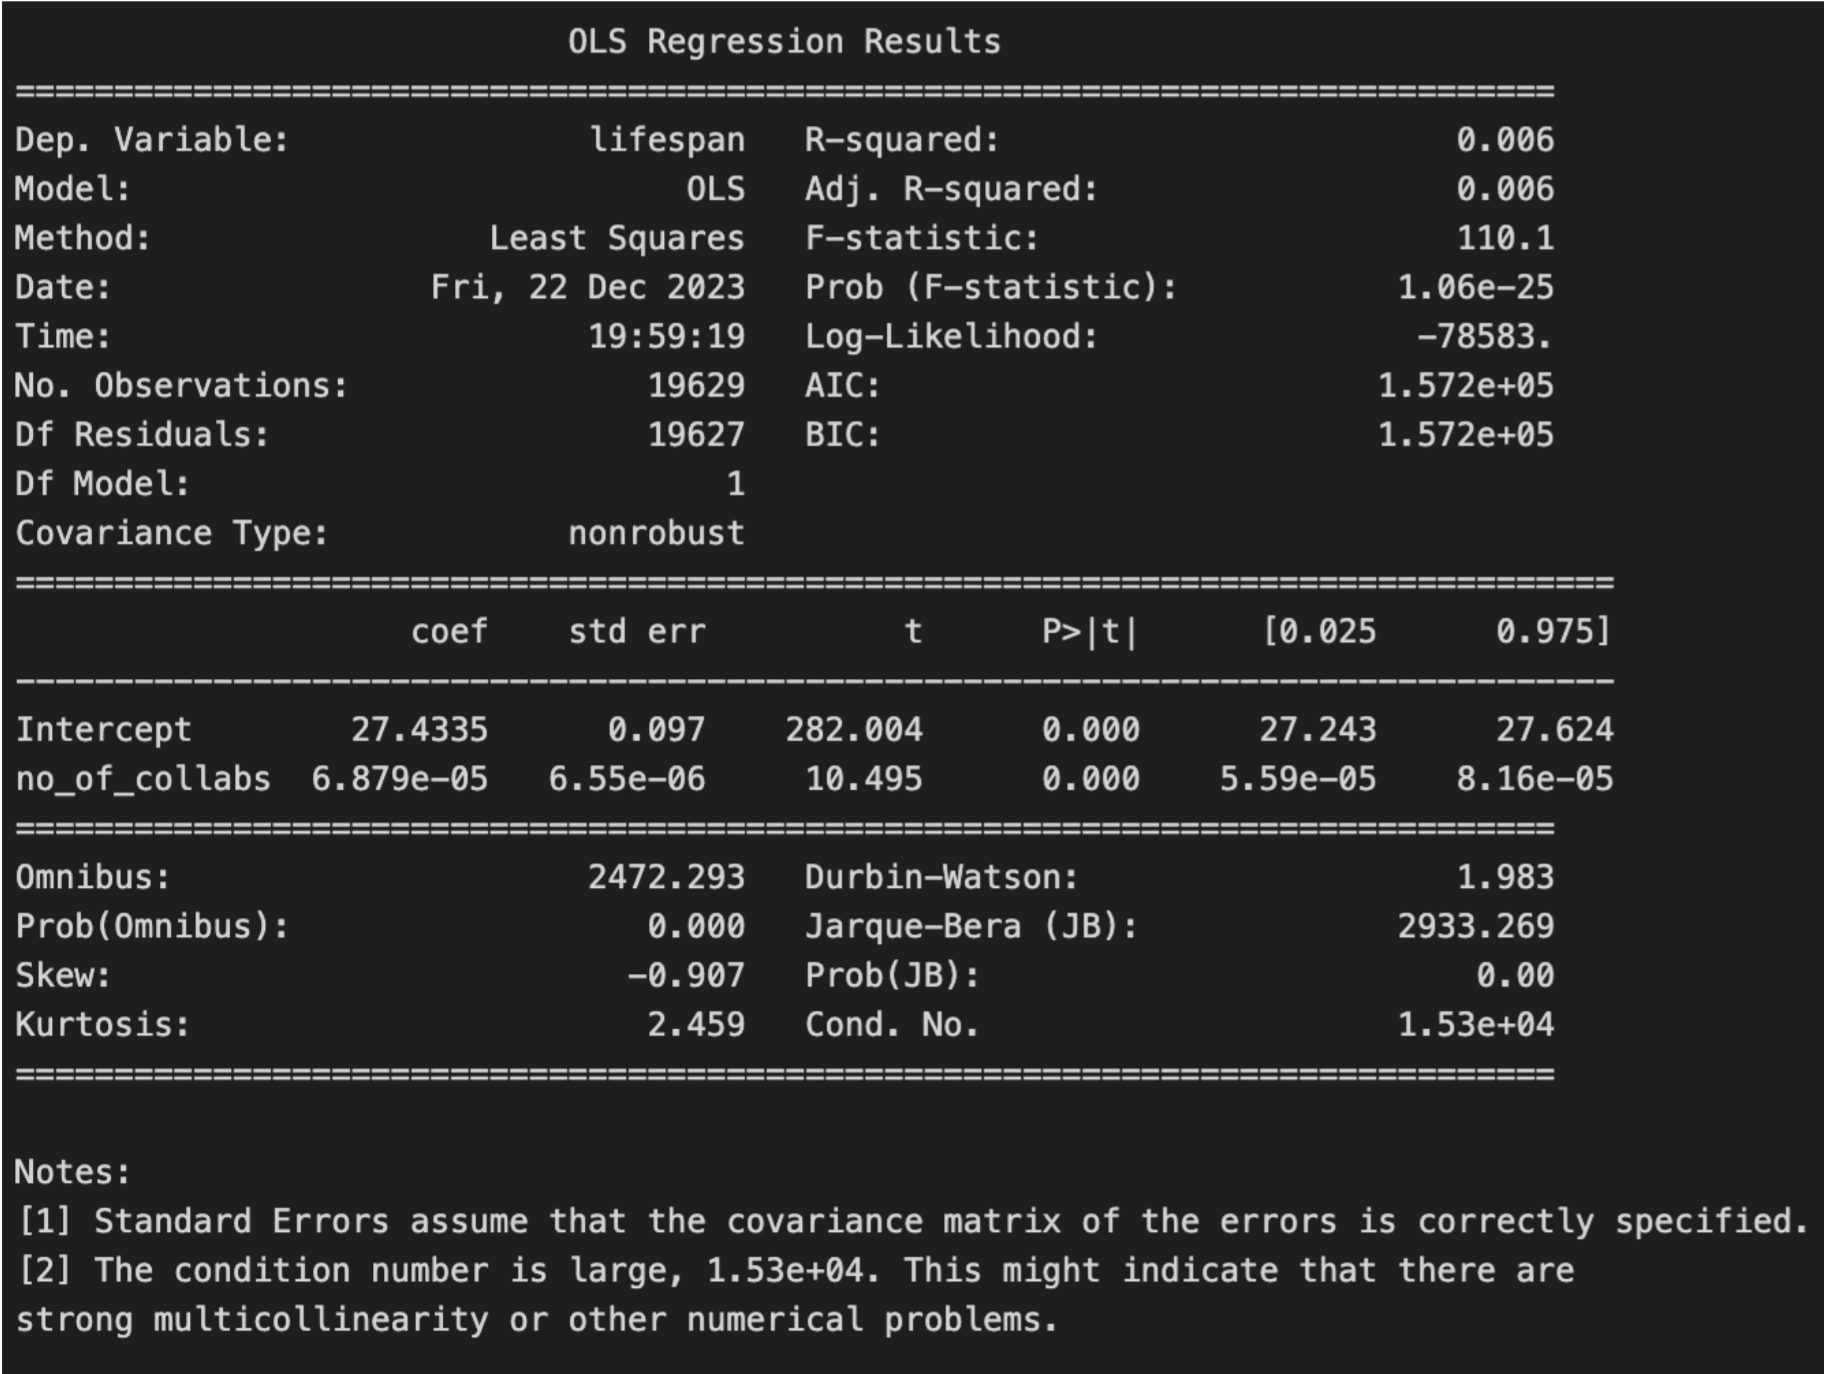 OLS Regression Results
==============================================================================
Dep. Variable: lifespan R-squared: 0.006
Model: OLS Adj. R-squared: 0.006
Method: Least Squares F-statistic: 110.1
Date: Fri, 22 Dec 2023 Prob (F-statistic): 1.06e-25
Time: 19:59:19 Log-Likelihood: -78583.
No. Observations: 19629 AIC: 1.572e+05
Df Residuals: 19627 BIC: 1.572e+05
Df Model: 1
Covariance Type: nonrobust
=================================================================================
coef std err t P>|t| [0.025 0.975]
---------------------------------------------------------------------------------
Intercept 27.4335 0.097 282.004 0.000 27.243 27.624
no_of_collabs 6.879e-05 6.55e-06 10.495 0.000 5.59e-05 8.16e-05
==============================================================================
Omnibus: 2472.293 Durbin-Watson: 1.983
Prob(Omnibus): 0.000 Jarque-Bera (JB): 2933.269
Skew: -0.907 Prob(JB): 0.00
Kurtosis: 2.459 Cond. No. 1.53e+04
==============================================================================
Notes:
[1] Standard Errors assume that the covariance matrix of the errors is correctly specified.
[2] The condition number is large, 1.53e+04. This might indicate that there are
strong multicollinearity or other numerical problems.